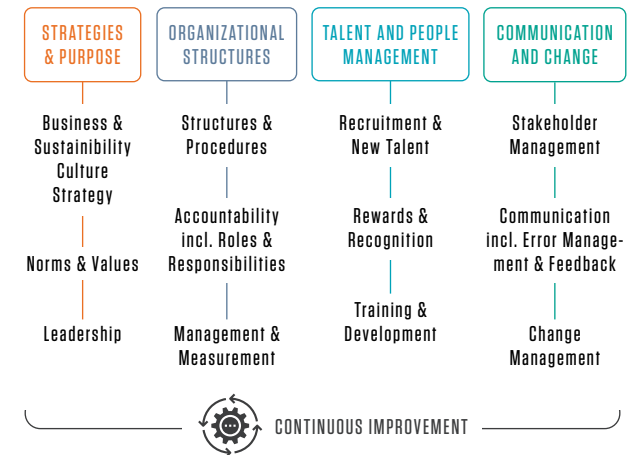 STRATEGIES
& PURPOSE
Business &
Sustainibility
Culture
Strategy
Norms & Values
Leadership
ORGANIZATIONAL
STRUCTURES
Structures &
Procedures
Accountability
incl. Roles &
Responsibilities
Management &
Measurement
TALENT AND PEOPLE
MANAGEMENT
Recruitment &
New Talent
Rewards &
Recognition
Training &
Development
COMMUNICATION
AND CHANGE
Stakeholder
Management
Communication
incl. Error Manage-
ment & Feedback
Change
Management
CONTINUOUS IMPROVEMENT